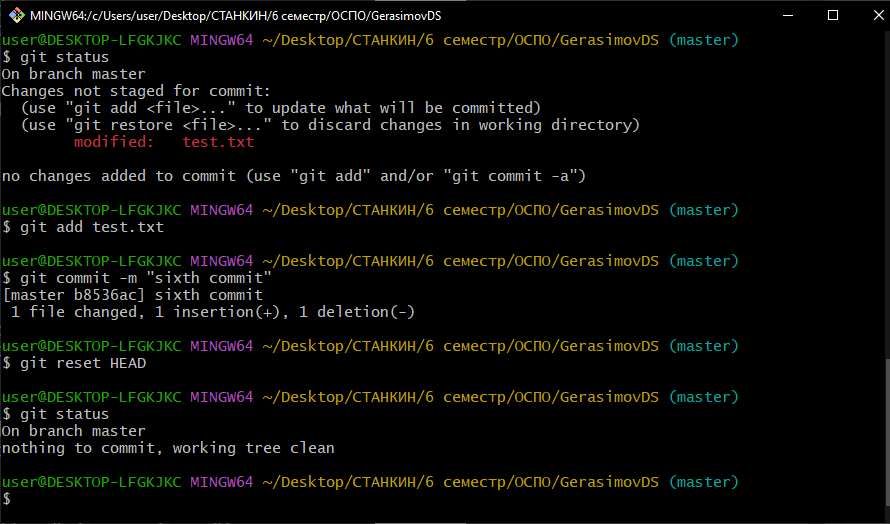 MINGW64:/c/Users/user/Desktop/СТАНКИН/6 семестр/ОСПО/GerasimovDS
user@DESKTOP-LFGKJKC MINGW64 ~/Desktop/СТАНКИН/6 семестр/ОСПО/GerasimovDS (master)
$ git status
On branch master
Changes not staged for commit:
  (use "git add <file>..." to update what will be committed)
  (use "git restore <file>..." to discard changes in working directory)
        modified:   test.txt
no changes added to commit (use "git add" and/or "git commit -a")
user@DESKTOP-LFGKJKC MINGW64 ~/Desktop/СТАНКИН/6 семестр/ОСПО/GerasimovDS (master)
$ git add test.txt
user@DESKTOP-LFGKJKC MINGW64 ~/Desktop/СТАНКИН/6 семестр/ОСПО/GerasimovDS (master)
$ git commit -m "sixth commit"
[master b8536ac] sixth commit
 1 file changed, 1 insertion(+), 1 deletion(-)
user@DESKTOP-LFGKJKC MINGW64 ~/Desktop/СТАНКИН/6 семестр/ОСПО/GerasimovDS (master)
$ git reset HEAD
user@DESKTOP-LFGKJKC MINGW64 ~/Desktop/СТАНКИН/6 семестр/ОСПО/GerasimovDS (master)
$ git status
On branch master
nothing to commit, working tree clean
user@DESKTOP-LFGKJKC MINGW64 ~/Desktop/СТАНКИН/6 семестр/ОСПО/GerasimovDS (master)
$